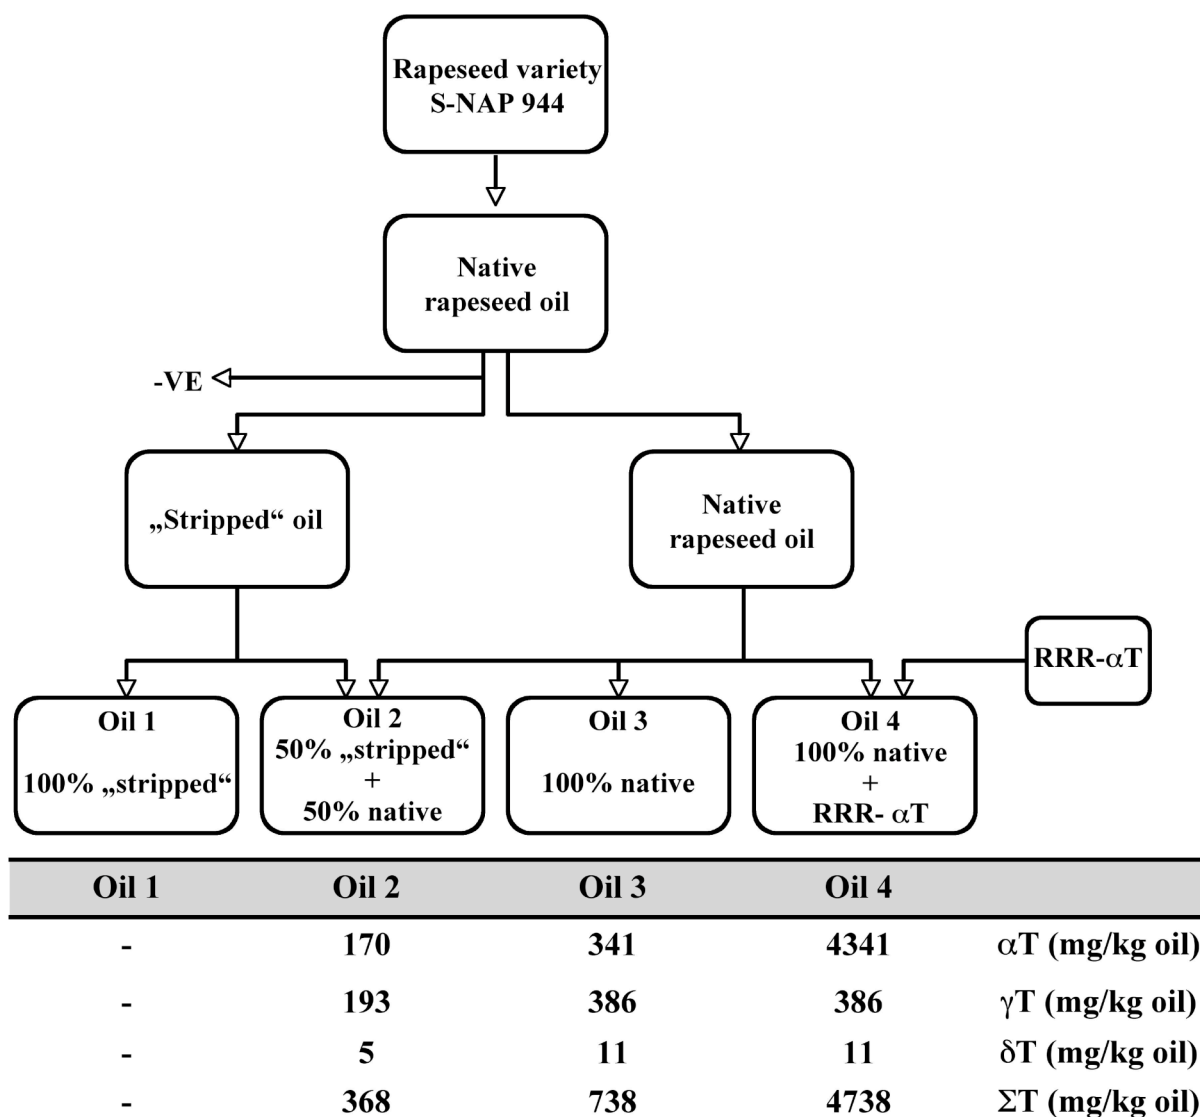 Rapeseed variety
S-NAP 944
Native
rapeseed oil
-VE
„Stripped“ oil
Native
rapeseed oil
RRR-αT
Oil 1
100% „stripped“
Oil 2
50% „stripped“
+
50% native
Oil 3
100% native
Oil 4
100% native
+
RRR- αT
Oil 1 Oil 2 Oil 3 Oil 4
- 170 341 4341 αT (mg/kg oil)
- 193 386 386 γT (mg/kg oil)
- 5 11 11 δT (mg/kg oil)
- 368 738 4738 ΣT (mg/kg oil)